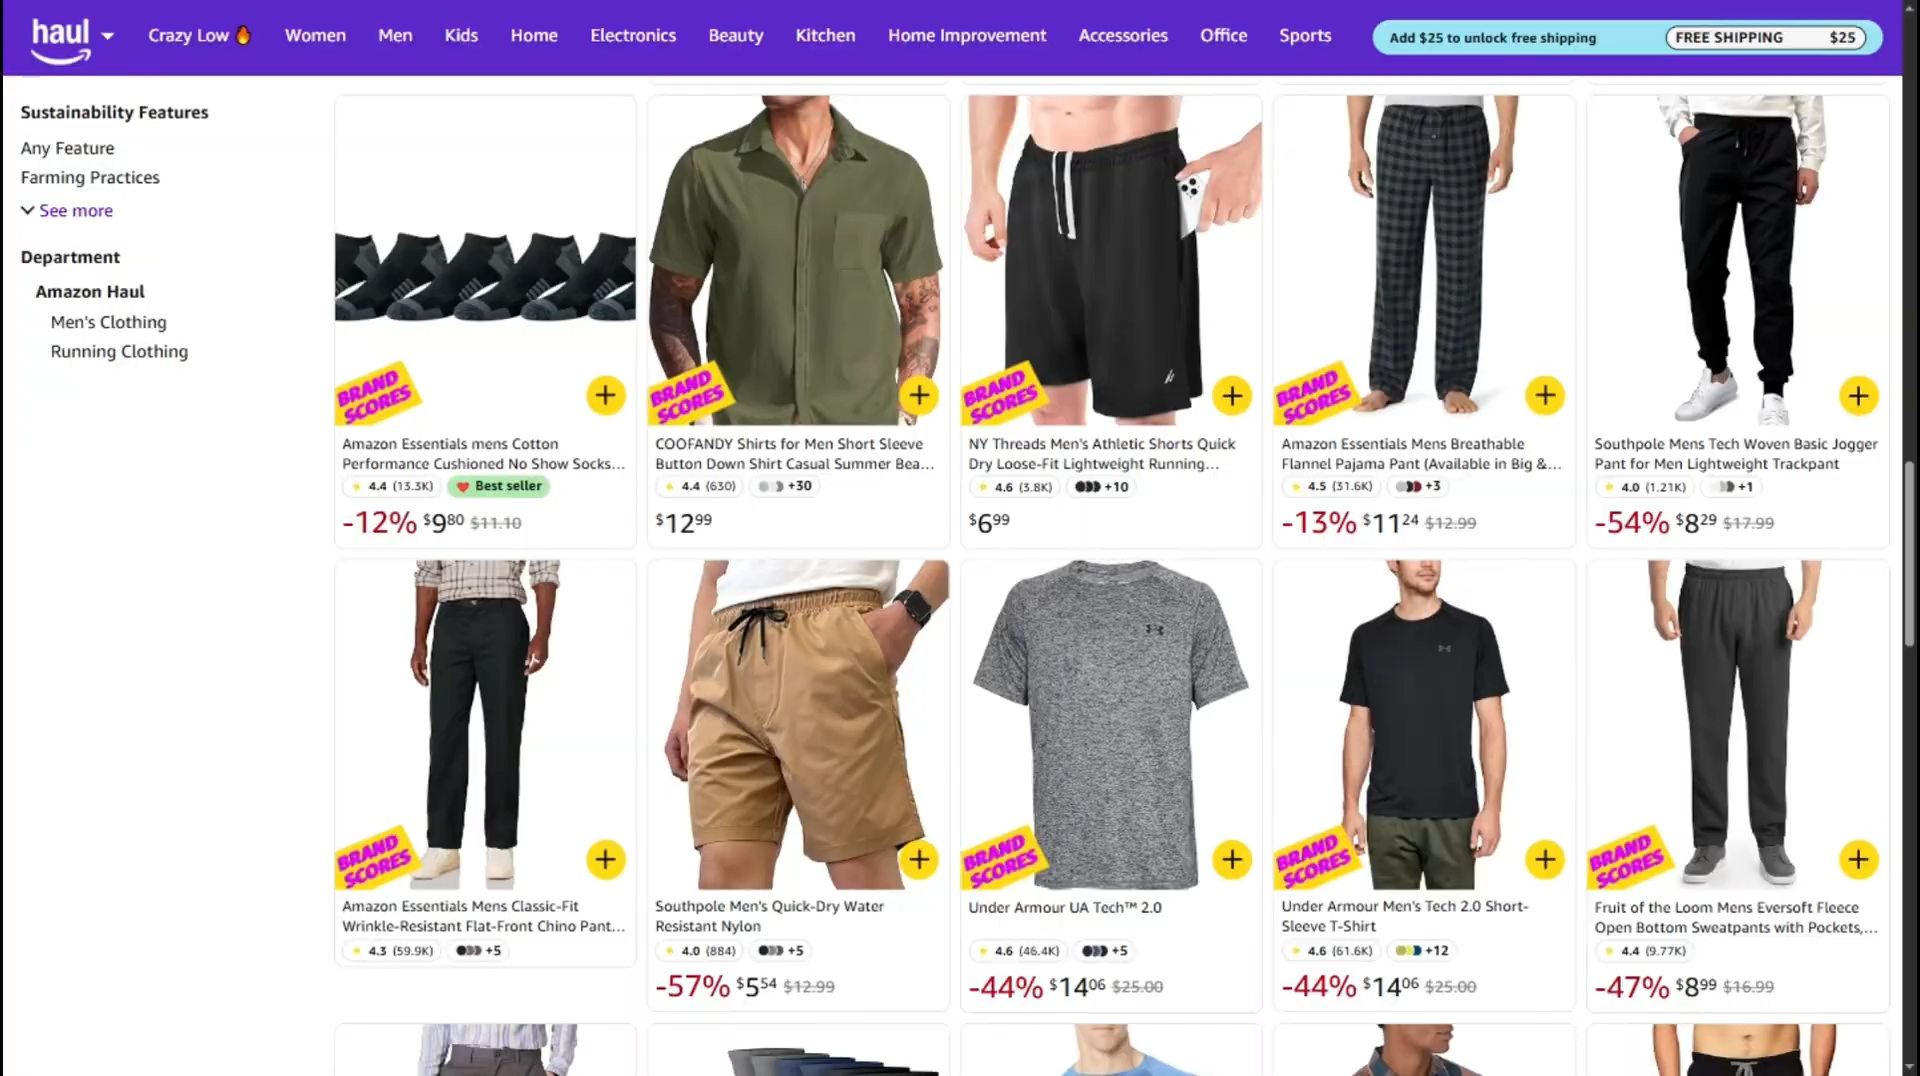 haul
Crazy Low
Women
Men
Kids
Home
Electronics
Beauty
Kitchen
Home Improvement
Accessories
Office
Sports
Add $25 to unlock free shipping
FREE SHIPPING $25
Sustainability Features
Any Feature
Farming Practices
See more
Department
Amazon Haul
Men's Clothing
Running Clothing
BRAND
SCORES
Amazon Essentials mens Cotton
Performance Cushioned No Show Socks...
4.4 (13.3K) Best seller
-12% $9.80 $11.10
BRAND
SCORES
COOFANDY Shirts for Men Short Sleeve
Button Down Shirt Casual Summer Bea...
4.4 (630) +30
$12.99
BRAND
SCORES
NY Threads Men's Athletic Shorts Quick
Dry Loose-Fit Lightweight Running...
4.6 (3.8K) +10
$6.99
BRAND
SCORES
Amazon Essentials Mens Breathable
Flannel Pajama Pant (Available in Big &...
4.5 (31.6K) +3
-13% $11.24 $12.99
Southpole Mens Tech Woven Basic Jogger
Pant for Men Lightweight Trackpant
4.0 (1.21K) +1
-54% $8.29 $17.99
BRAND
SCORES
Amazon Essentials Mens Classic-Fit
Wrinkle-Resistant Flat-Front Chino Pant...
4.3 (59.9K) +5
Southpole Men's Quick-Dry Water
Resistant Nylon
4.0 (884) +5
-57% $5.54 $12.99
BRAND
SCORES
Under Armour UA Tech™ 2.0
4.6 (46.4K) +5
-44% $14.06 $25.00
BRAND
SCORES
Under Armour Men's Tech 2.0 Short-
Sleeve T-Shirt
4.6 (61.6K) +12
-44% $14.06 $25.00
BRAND
SCORES
Fruit of the Loom Mens Eversoft Fleece
Open Bottom Sweatpants with Pockets,...
4.4 (9.77K)
-47% $8.99 $16.99